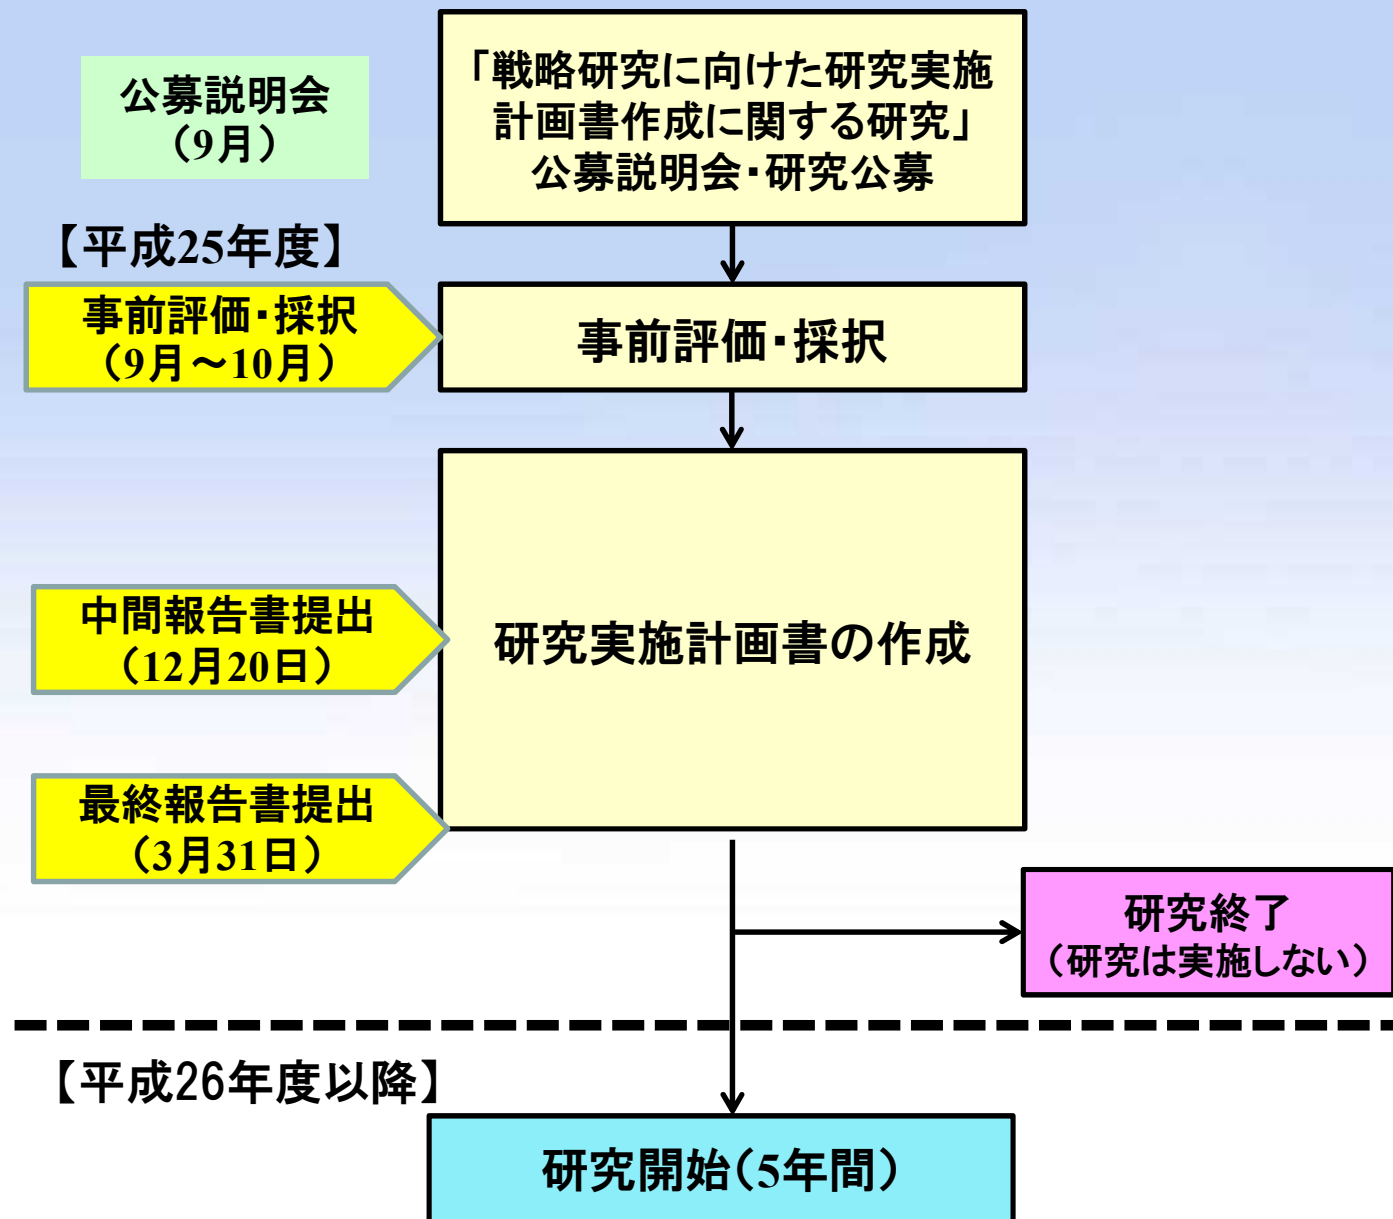 公募説明会
(9月)
「戦略研究に向けた研究実施
計画書作成に関する研究」
公募説明会・研究公募
【平成25年度】
事前評価・採択
(9月～10月)
事前評価・採択
中間報告書提出
(12月20日)
研究実施計画書の作成
最終報告書提出
(3月31日)
研究終了
(研究は実施しない)
【平成26年度以降】
研究開始(5年間)